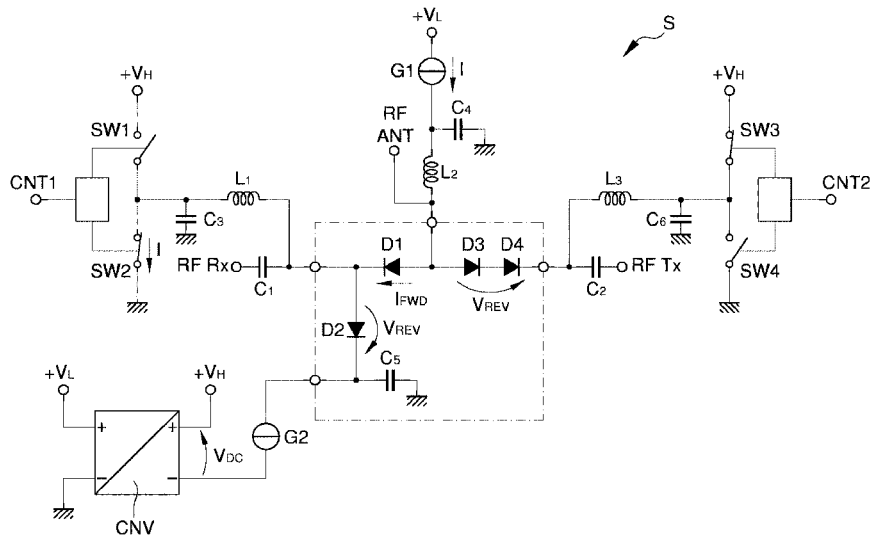 +VL
S
G1
I
+VH
+VH
C4
RF
ANT
SW1
SW3
L2
CNT1
L1
L3
CNT2
C3
C6
D1
D3
D4
SW2
I
RF Rx
C1
IFWD
VREV
C2
RF Tx
SW4
D2
VREV
C5
+VL
+VH
+
+
VDC
G2
−
−
CNV